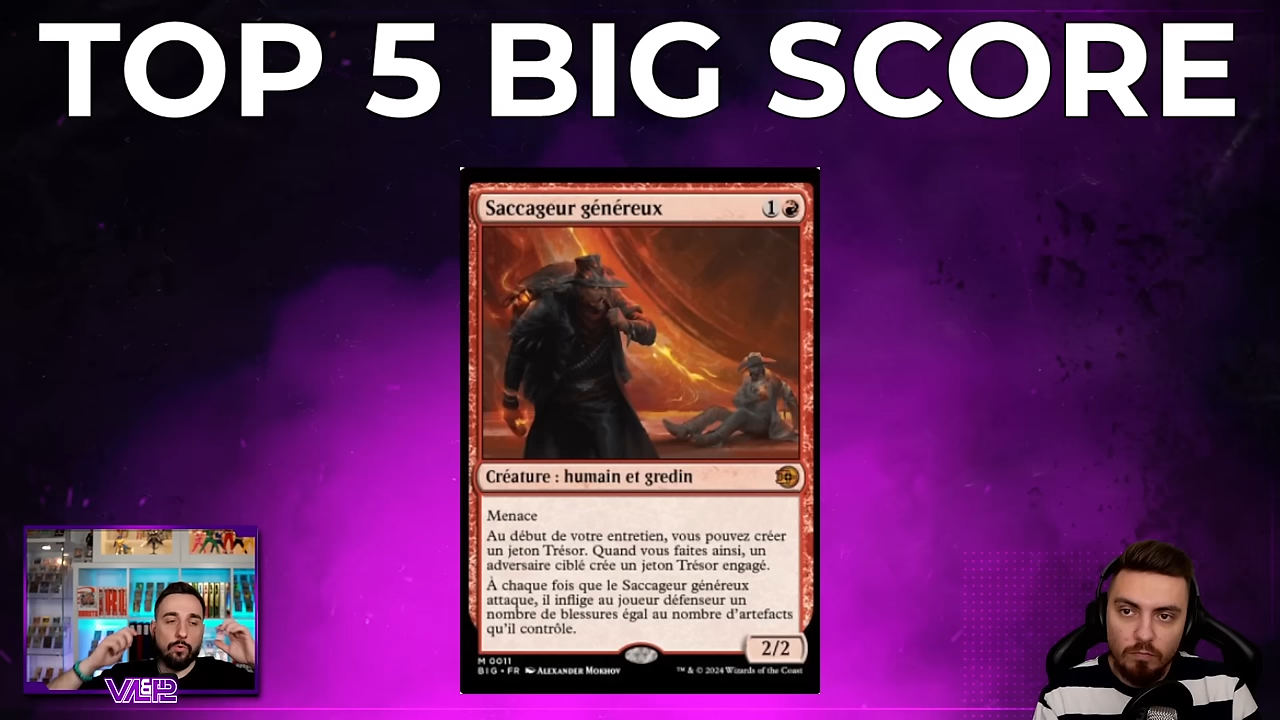 TOP 5 BIG SCORE
Saccageur généreux 1
Créature : humain et gredin
Menace
Au début de votre entretien, vous pouvez créer
un jeton Trésor. Quand vous faites ainsi, un
adversaire ciblé crée un jeton Trésor engagé.
À chaque fois que le Saccageur généreux
attaque, il inflige au joueur défenseur un
nombre de blessures égal au nombre d'artefacts
qu'il contrôle.
2/2
M 0011
BIG • FR ALEXANDER MOKHOV
™ & © 2024 Wizards of the Coast